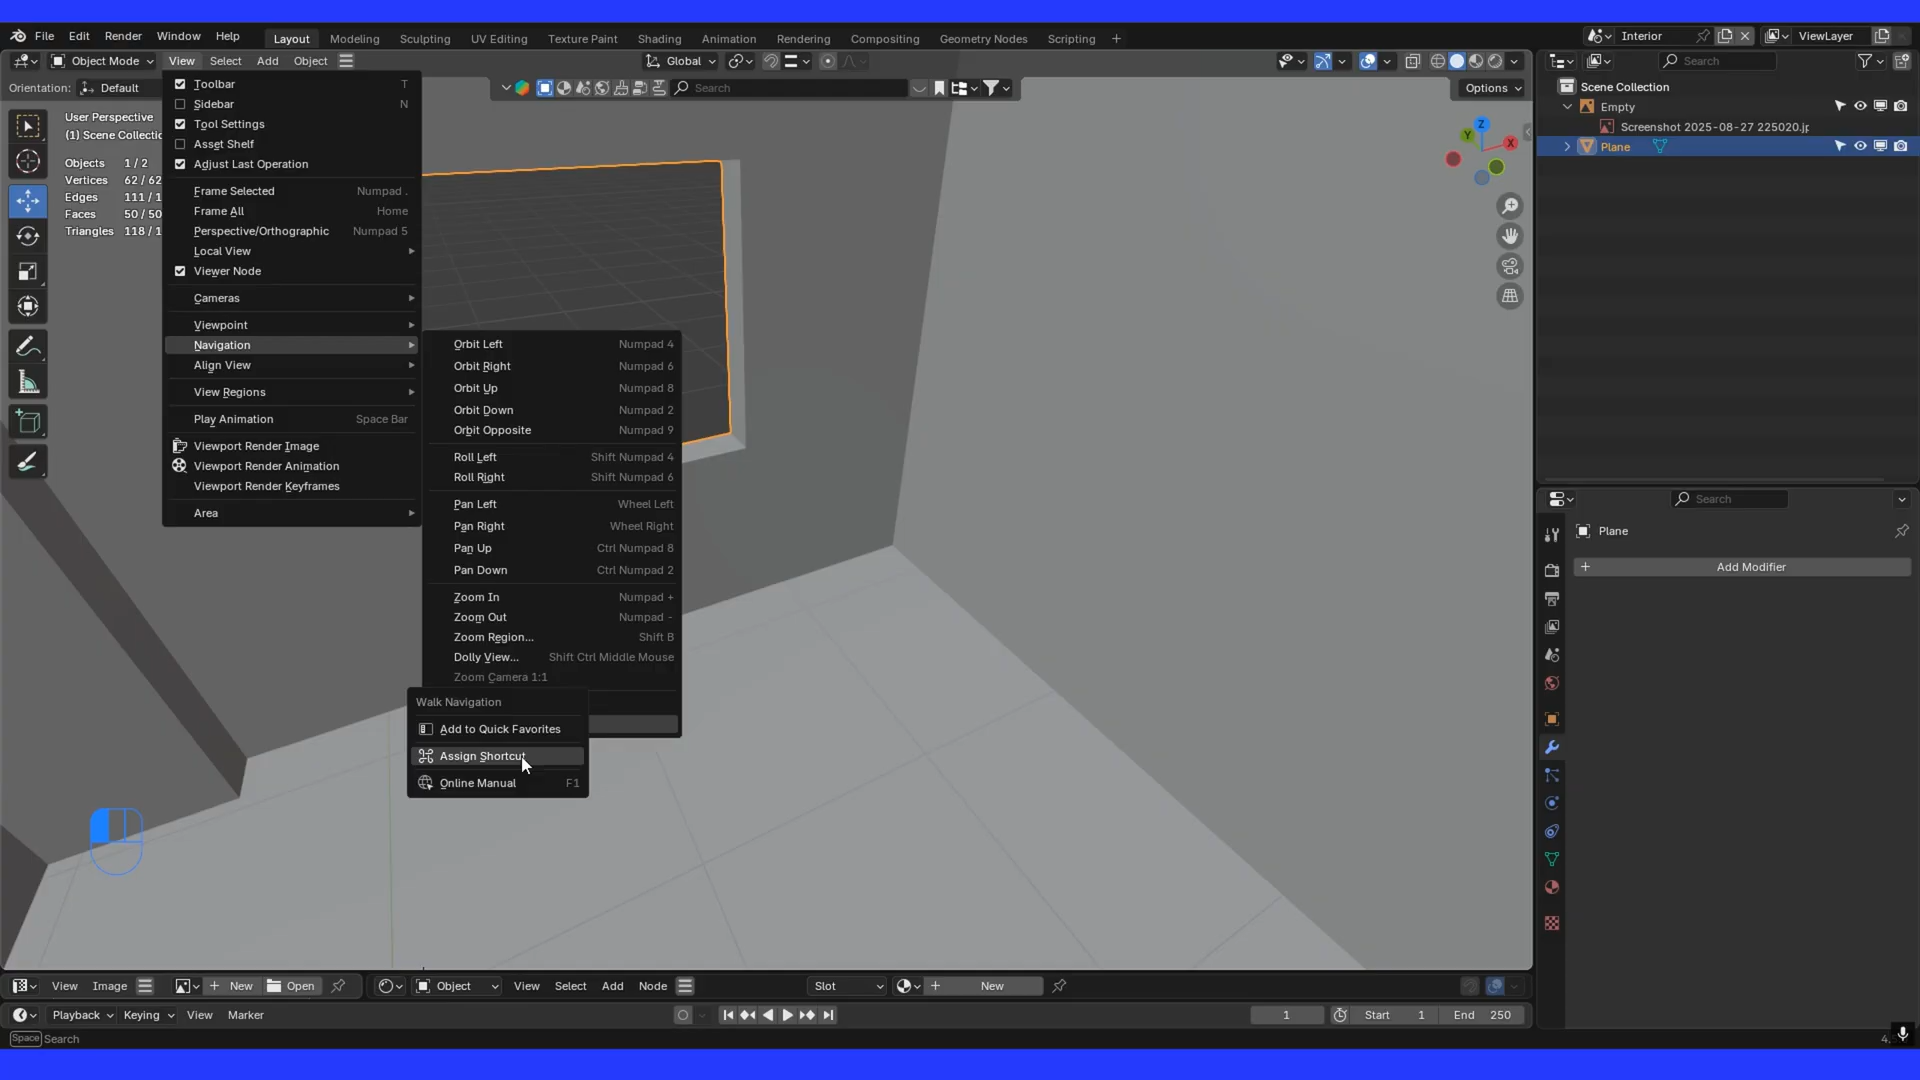 File Edit Render Window Help Layout Modeling Sculpting UV Editing Texture Paint Shading Animation Rendering Compositing Geometry Nodes Scripting + Interior ViewLayer
Object Mode View Select Add Object Global Search
Orientation: Default Search Options
User Perspective
(1) Scene Collectic
Objects 1 / 2
Vertices 62 / 62
Edges 111 / 1
Faces 50 / 50
Triangles 118 / 1
Toolbar T
Sidebar N
Tool Settings
Asset Shelf
Adjust Last Operation
Frame Selected Numpad .
Frame All Home
Perspective/Orthographic Numpad 5
Local View
Viewer Node
Cameras
Viewpoint
Navigation
Align View
View Regions
Play Animation Space Bar
Viewport Render Image
Viewport Render Animation
Viewport Render Keyframes
Area
Orbit Left Numpad 4
Orbit Right Numpad 6
Orbit Up Numpad 8
Orbit Down Numpad 2
Orbit Opposite Numpad 9
Roll Left Shift Numpad 4
Roll Right Shift Numpad 6
Pan Left Wheel Left
Pan Right Wheel Right
Pan Up Ctrl Numpad 8
Pan Down Ctrl Numpad 2
Zoom In Numpad +
Zoom Out Numpad -
Zoom Region... Shift B
Dolly View... Shift Ctrl Middle Mouse
Zoom Camera 1:1
Walk Navigation
Add to Quick Favorites
Assign Shortcut
Online Manual F1
Z
Y
X
Scene Collection
Empty
Screenshot 2025-08-27 225020.jp
Plane
Search
Plane
+ Add Modifier
View Image + New Open Object View Select Add Node Slot + New
Playback Keying View Marker 1 Start 1 End 250
Space Search 4.